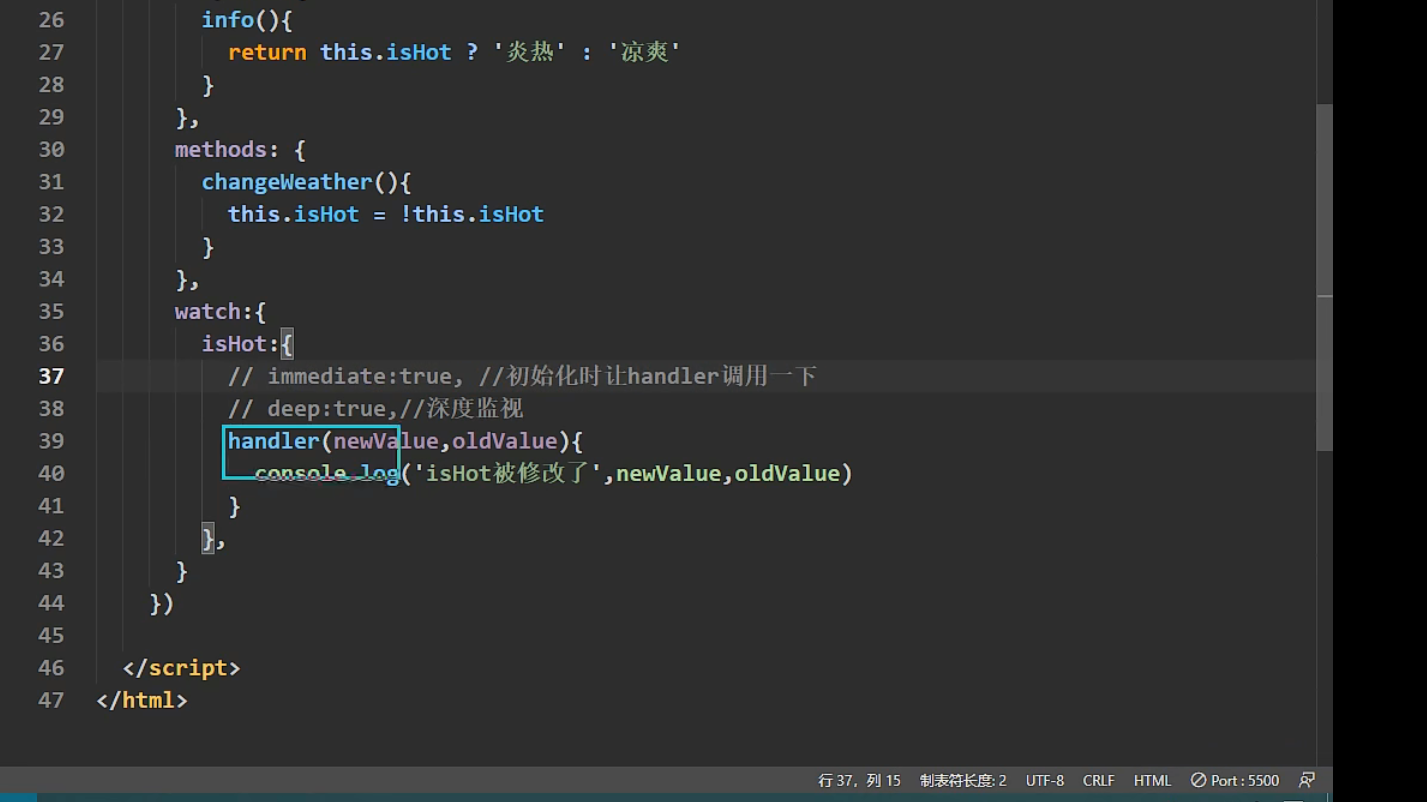 26 info(){
27 return this.isHot ? '炎热' : '凉爽'
28 }
29 },
30 methods: {
31 changeWeather(){
32 this.isHot = !this.isHot
33 }
34 },
35 watch:{
36 isHot:{
37 // immediate:true, //初始化时让handler调用一下
38 // deep:true,//深度监视
39 handler(newValue,oldValue){
40 console.log('isHot被修改了',newValue,oldValue)
41 }
42 },
43 }
44 })
45
46 </script>
47 </html>
行 37，列 15 制表符长度: 2 UTF-8 CRLF HTML Port : 5500